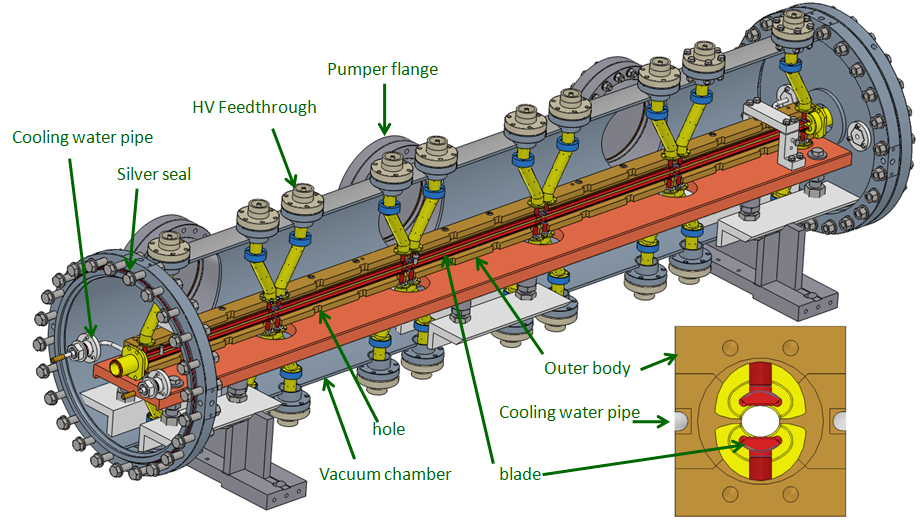 Pumper flange
HV Feedthrough
Cooling water pipe
Silver seal
Outer body
Cooling water pipe
hole
Vacuum chamber
blade